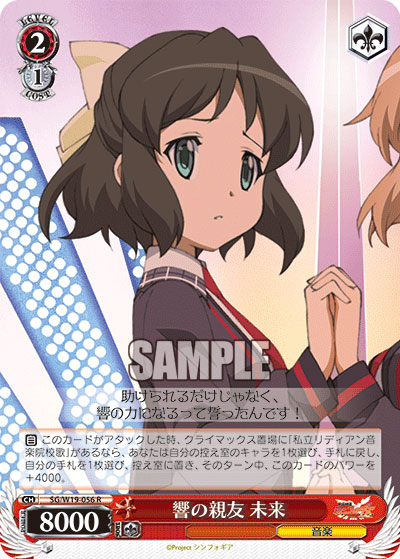 LEVEL
2
1
COST
SAMPLE
助けられるだけじゃなく、
響の力になるって誓ったんです！
自 このカードがアタックした時、クライマックス置場に「私立リディアン音
楽院校歌」があるなら、あなたは自分の控え室のキャラを1枚選び、手札に戻し、
自分の手札を1枚選び、控え室に置き、そのターン中、このカードのパワーを
+4000。
CH SG/W19-056 R
8000
響の親友 未来
音楽
©Project シンフォギア